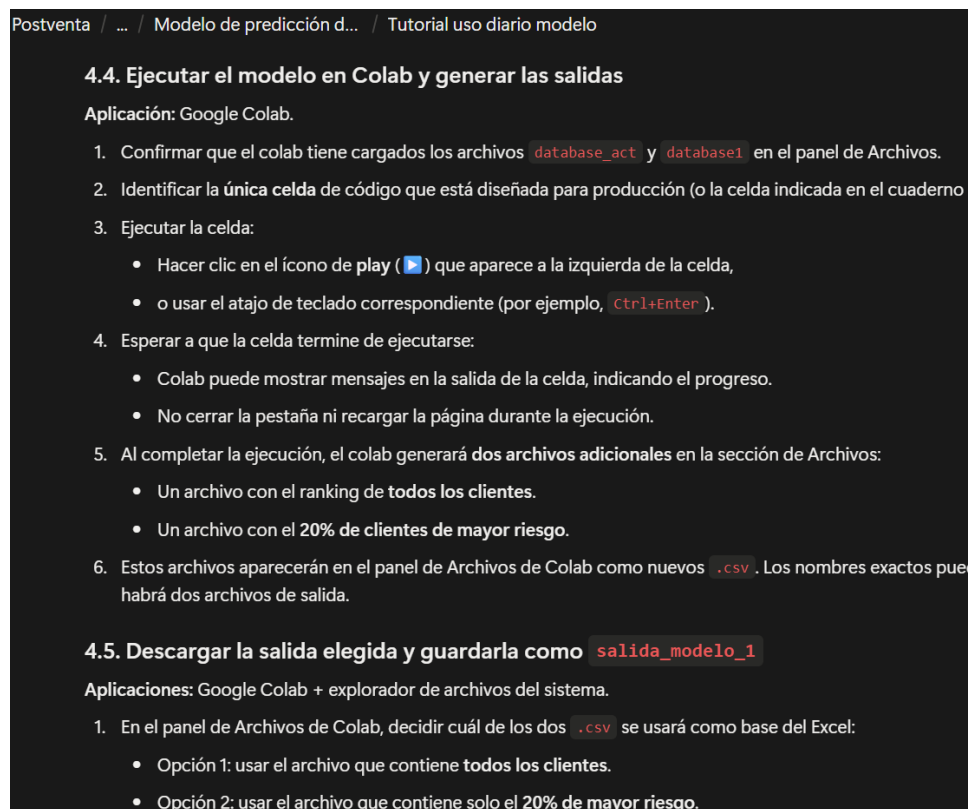 Postventa / ... / Modelo de predicción d... / Tutorial uso diario modelo
4.4. Ejecutar el modelo en Colab y generar las salidas
Aplicación: Google Colab.
1. Confirmar que el colab tiene cargados los archivos database_act y database1 en el panel de Archivos.
2. Identificar la única celda de código que está diseñada para producción (o la celda indicada en el cuaderno
3. Ejecutar la celda:
• Hacer clic en el ícono de play (▶️) que aparece a la izquierda de la celda,
• o usar el atajo de teclado correspondiente (por ejemplo, Ctrl+Enter ).
4. Esperar a que la celda termine de ejecutarse:
• Colab puede mostrar mensajes en la salida de la celda, indicando el progreso.
• No cerrar la pestaña ni recargar la página durante la ejecución.
5. Al completar la ejecución, el colab generará dos archivos adicionales en la sección de Archivos:
• Un archivo con el ranking de todos los clientes.
• Un archivo con el 20% de clientes de mayor riesgo.
6. Estos archivos aparecerán en el panel de Archivos de Colab como nuevos .csv . Los nombres exactos pue
habrá dos archivos de salida.
4.5. Descargar la salida elegida y guardarla como salida_modelo_1
Aplicaciones: Google Colab + explorador de archivos del sistema.
1. En el panel de Archivos de Colab, decidir cuál de los dos .csv se usará como base del Excel:
• Opción 1: usar el archivo que contiene todos los clientes.
• Opción 2: usar el archivo que contiene solo el 20% de mayor riesgo.